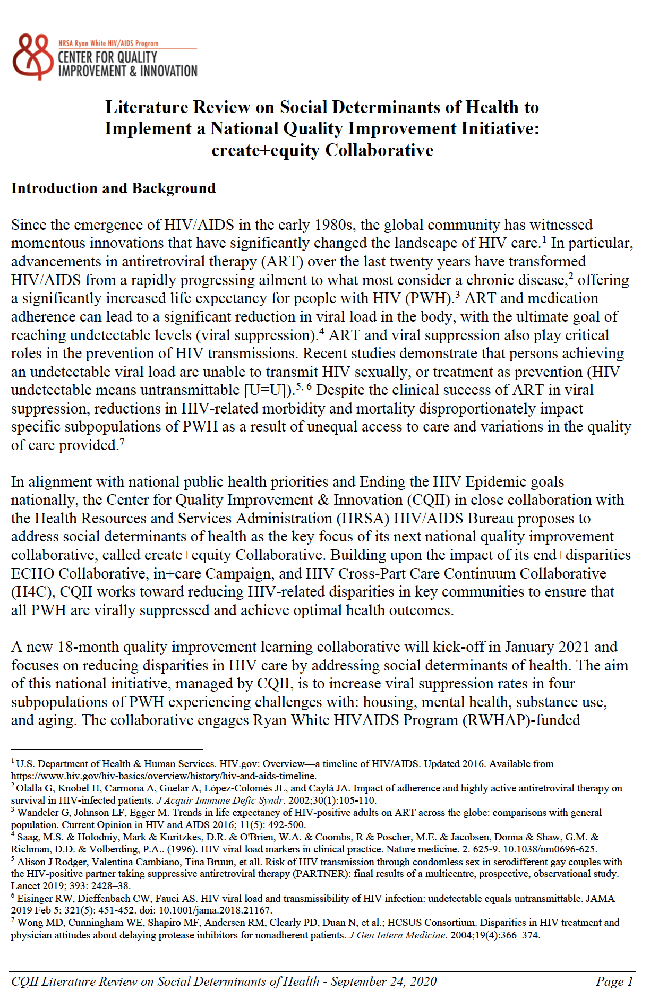 HRSA Ryan White HIV/AIDS Program
CENTER FOR QUALITY
IMPROVEMENT & INNOVATION
Literature Review on Social Determinants of Health to
Implement a National Quality Improvement Initiative:
create+equity Collaborative
Introduction and Background
Since the emergence of HIV/AIDS in the early 1980s, the global community has witnessed
momentous innovations that have significantly changed the landscape of HIV care.1 In particular,
advancements in antiretroviral therapy (ART) over the last twenty years have transformed
HIV/AIDS from a rapidly progressing ailment to what most consider a chronic disease,2 offering
a significantly increased life expectancy for people with HIV (PWH).3 ART and medication
adherence can lead to a significant reduction in viral load in the body, with the ultimate goal of
reaching undetectable levels (viral suppression).4 ART and viral suppression also play critical
roles in the prevention of HIV transmissions. Recent studies demonstrate that persons achieving
an undetectable viral load are unable to transmit HIV sexually, or treatment as prevention (HIV
undetectable means untransmittable [U=U]).5, 6 Despite the clinical success of ART in viral
suppression, reductions in HIV-related morbidity and mortality disproportionately impact
specific subpopulations of PWH as a result of unequal access to care and variations in the quality
of care provided.7
In alignment with national public health priorities and Ending the HIV Epidemic goals
nationally, the Center for Quality Improvement & Innovation (CQII) in close collaboration with
the Health Resources and Services Administration (HRSA) HIV/AIDS Bureau proposes to
address social determinants of health as the key focus of its next national quality improvement
collaborative, called create+equity Collaborative. Building upon the impact of its end+disparities
ECHO Collaborative, in+care Campaign, and HIV Cross-Part Care Continuum Collaborative
(H4C), CQII works toward reducing HIV-related disparities in key communities to ensure that
all PWH are virally suppressed and achieve optimal health outcomes.
A new 18-month quality improvement learning collaborative will kick-off in January 2021 and
focuses on reducing disparities in HIV care by addressing social determinants of health. The aim
of this national initiative, managed by CQII, is to increase viral suppression rates in four
subpopulations of PWH experiencing challenges with: housing, mental health, substance use,
and aging. The collaborative engages Ryan White HIVAIDS Program (RWHAP)-funded
1 U.S. Department of Health & Human Services. HIV.gov: Overview—a timeline of HIV/AIDS. Updated 2016. Available from
https://www.hiv.gov/hiv-basics/overview/history/hiv-and-aids-timeline.
2 Olalla G, Knobel H, Carmona A, Guelar A, López-Colomés JL, and Caylà JA. Impact of adherence and highly active antiretroviral therapy on
survival in HIV-infected patients. J Acquir Immune Defic Syndr. 2002;30(1):105-110.
3 Wandeler G, Johnson LF, Egger M. Trends in life expectancy of HIV-positive adults on ART across the globe: comparisons with general
population. Current Opinion in HIV and AIDS 2016; 11(5): 492-500.
4 Saag, M.S. & Holodniy, Mark & Kuritzkes, D.R. & O'Brien, W.A. & Coombs, R & Poscher, M.E. & Jacobsen, Donna & Shaw, G.M. &
Richman, D.D. & Volberding, P.A.. (1996). HIV viral load markers in clinical practice. Nature medicine. 2. 625-9. 10.1038/nm0696-625.
5 Alison J Rodger, Valentina Cambiano, Tina Bruun, et all. Risk of HIV transmission through condomless sex in serodifferent gay couples with
the HIV-positive partner taking suppressive antiretroviral therapy (PARTNER): final results of a multicentre, prospective, observational study.
Lancet 2019; 393: 2428–38.
6 Eisinger RW, Dieffenbach CW, Fauci AS. HIV viral load and transmissibility of HIV infection: undetectable equals untransmittable. JAMA
2019 Feb 5; 321(5): 451-452. doi: 10.1001/jama.2018.21167.
7 Wong MD, Cunningham WE, Shapiro MF, Andersen RM, Clearly PD, Duan N, et al.; HCSUS Consortium. Disparities in HIV treatment and
physician attitudes about delaying protease inhibitors for nonadherent patients. J Gen Intern Medicine. 2004;19(4):366–374.
CQII Literature Review on Social Determinants of Health - September 24, 2020 Page 1